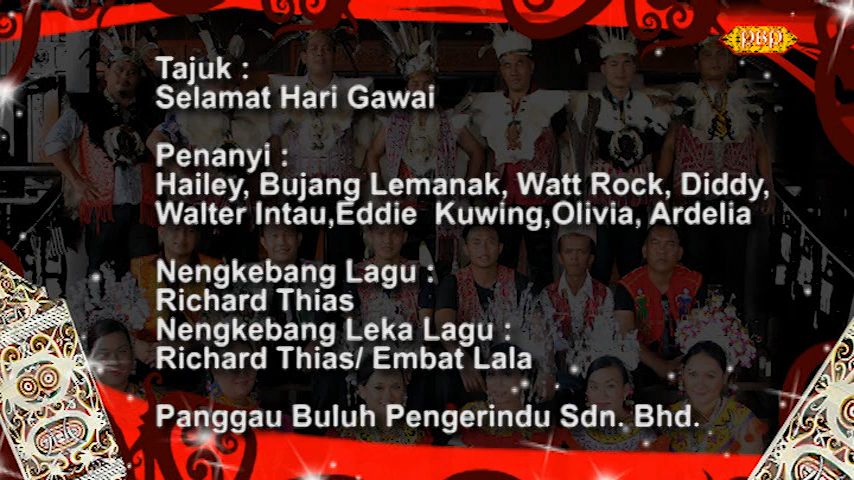 PBP
Tajuk :
Selamat Hari Gawai
Penanyi :
Hailey, Bujang Lemanak, Watt Rock, Diddy,
Walter Intau,Eddie Kuwing,Olivia, Ardelia
Nengkebang Lagu :
Richard Thias
Nengkebang Leka Lagu :
Richard Thias/ Embat Lala
Panggau Buluh Pengerindu Sdn. Bhd.